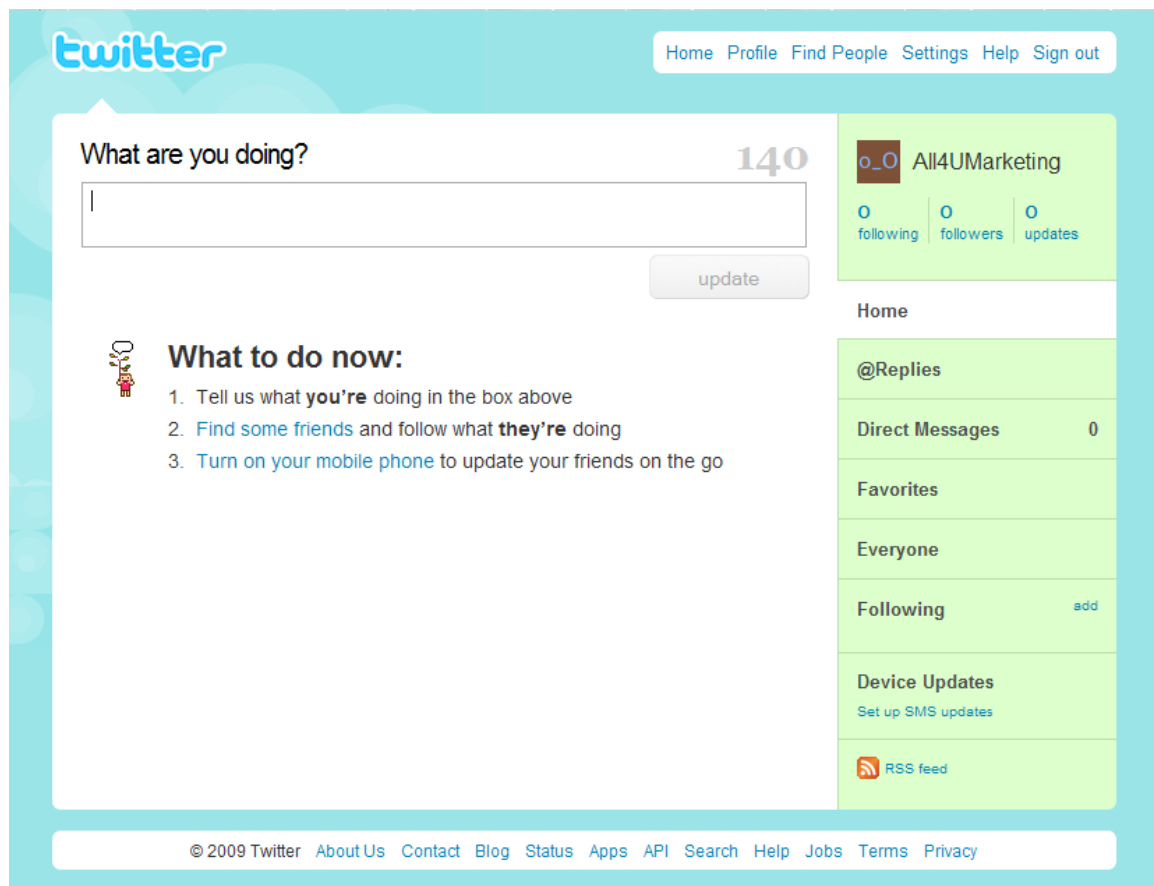 twitter
Home Profile Find People Settings Help Sign out
What are you doing? 140
update
What to do now:
1. Tell us what you're doing in the box above
2. Find some friends and follow what they're doing
3. Turn on your mobile phone to update your friends on the go
o_O All4UMarketing
0 0 0
following followers updates
Home
@Replies
Direct Messages 0
Favorites
Everyone
Following add
Device Updates
Set up SMS updates
RSS feed
© 2009 Twitter About Us Contact Blog Status Apps API Search Help Jobs Terms Privacy